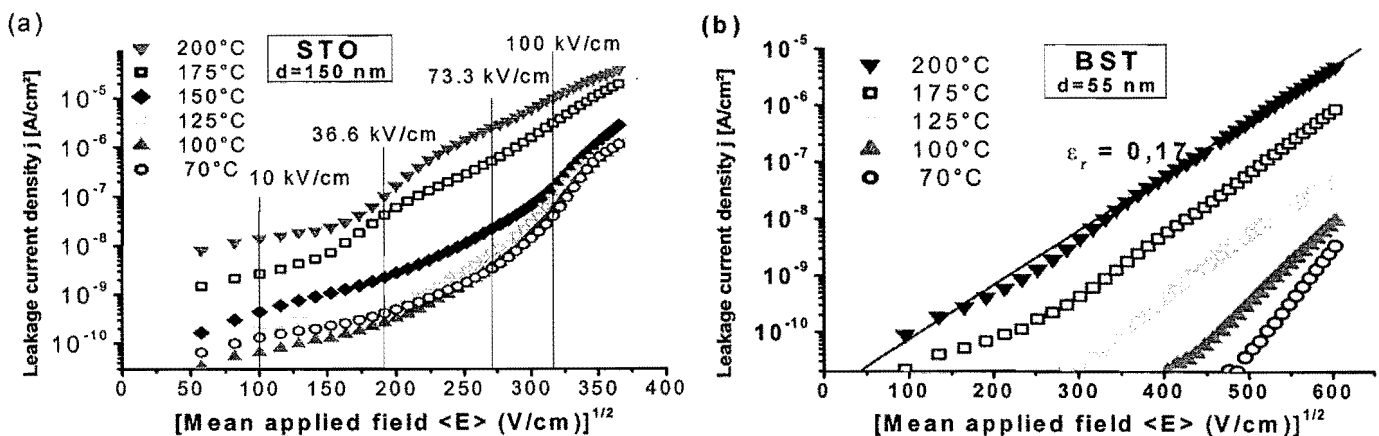 (a)
Leakage current density j [A/cm²]
10⁻⁵
10⁻⁶
10⁻⁷
10⁻⁸
10⁻⁹
10⁻¹⁰
200°C
175°C
150°C
125°C
100°C
70°C
STO
d=150 nm
100 kV/cm
73.3 kV/cm
36.6 kV/cm
10 kV/cm
0 50 100 150 200 250 300 350 400
[Mean applied field <E> (V/cm)]^1/2
(b)
Leakage current density j [A/cm²]
10⁻⁵
10⁻⁶
10⁻⁷
10⁻⁸
10⁻⁹
10⁻¹⁰
200°C
175°C
125°C
100°C
70°C
BST
d=55 nm
εr = 0,17
0 100 200 300 400 500 600
[Mean applied field <E> (V/cm)]^1/2